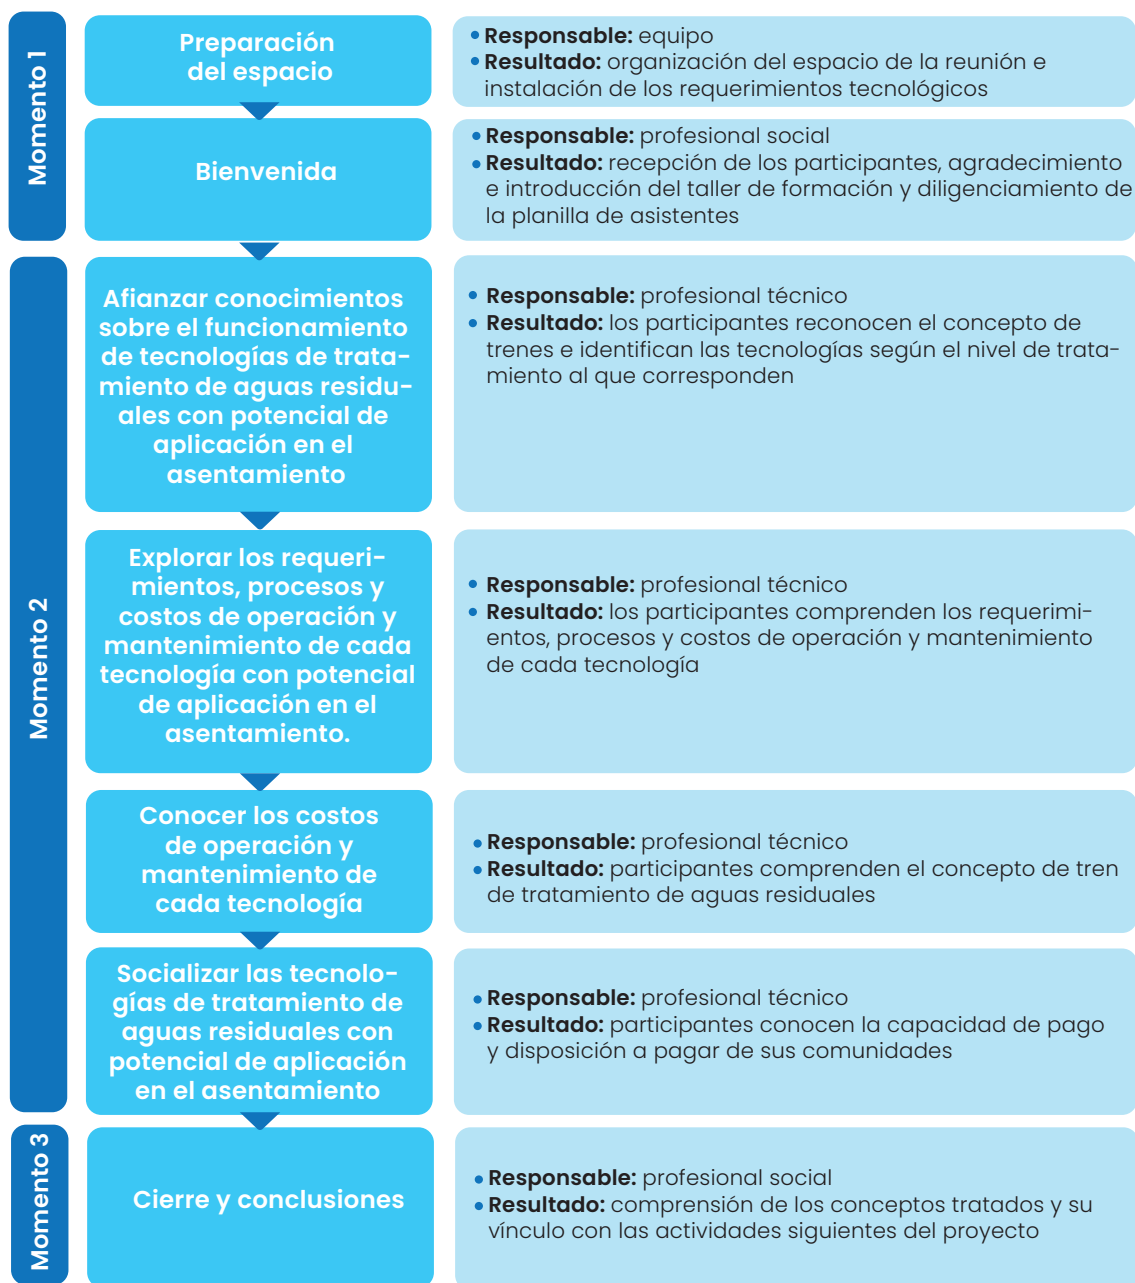 Momento 1
Preparación
del espacio
• Responsable: equipo
• Resultado: organización del espacio de la reunión e
instalación de los requerimientos tecnológicos
Bienvenida
• Responsable: profesional social
• Resultado: recepción de los participantes, agradecimiento
e introducción del taller de formación y diligenciamiento de
la planilla de asistentes
Momento 2
Afianzar conocimientos
sobre el funcionamiento
de tecnologías de trata-
miento de aguas residu-
ales con potencial de
aplicación en el
asentamiento
• Responsable: profesional técnico
• Resultado: los participantes reconocen el concepto de
trenes e identifican las tecnologías según el nivel de trata-
miento al que corresponden
Explorar los requeri-
mientos, procesos y
costos de operación y
mantenimiento de cada
tecnología con potencial
de aplicación en el
asentamiento.
• Responsable: profesional técnico
• Resultado: los participantes comprenden los requerimi-
entos, procesos y costos de operación y mantenimiento
de cada tecnología
Conocer los costos
de operación y
mantenimiento de
cada tecnología
• Responsable: profesional técnico
• Resultado: participantes comprenden el concepto de tren
de tratamiento de aguas residuales
Socializar las tecnolo-
gías de tratamiento de
aguas residuales con
potencial de aplicación
en el asentamiento
• Responsable: profesional técnico
• Resultado: participantes conocen la capacidad de pago
y disposición a pagar de sus comunidades
Momento 3
Cierre y conclusiones
• Responsable: profesional social
• Resultado: comprensión de los conceptos tratados y su
vínculo con las actividades siguientes del proyecto